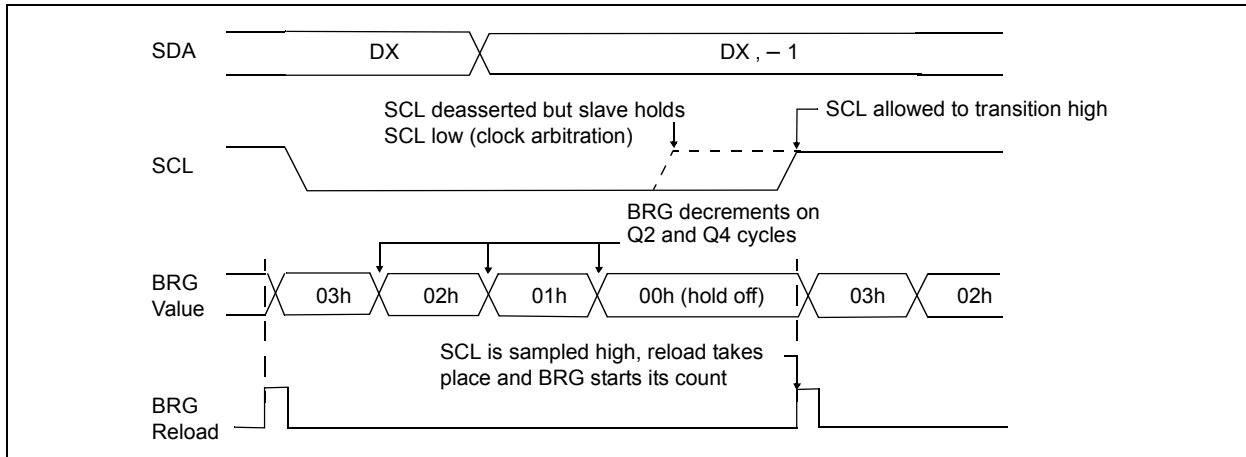 SDA
DX
DX , – 1
SCL deasserted but slave holds
SCL low (clock arbitration)
SCL allowed to transition high
SCL
BRG decrements on
Q2 and Q4 cycles
BRG
Value
03h
02h
01h
00h (hold off)
03h
02h
SCL is sampled high, reload takes
place and BRG starts its count
BRG
Reload